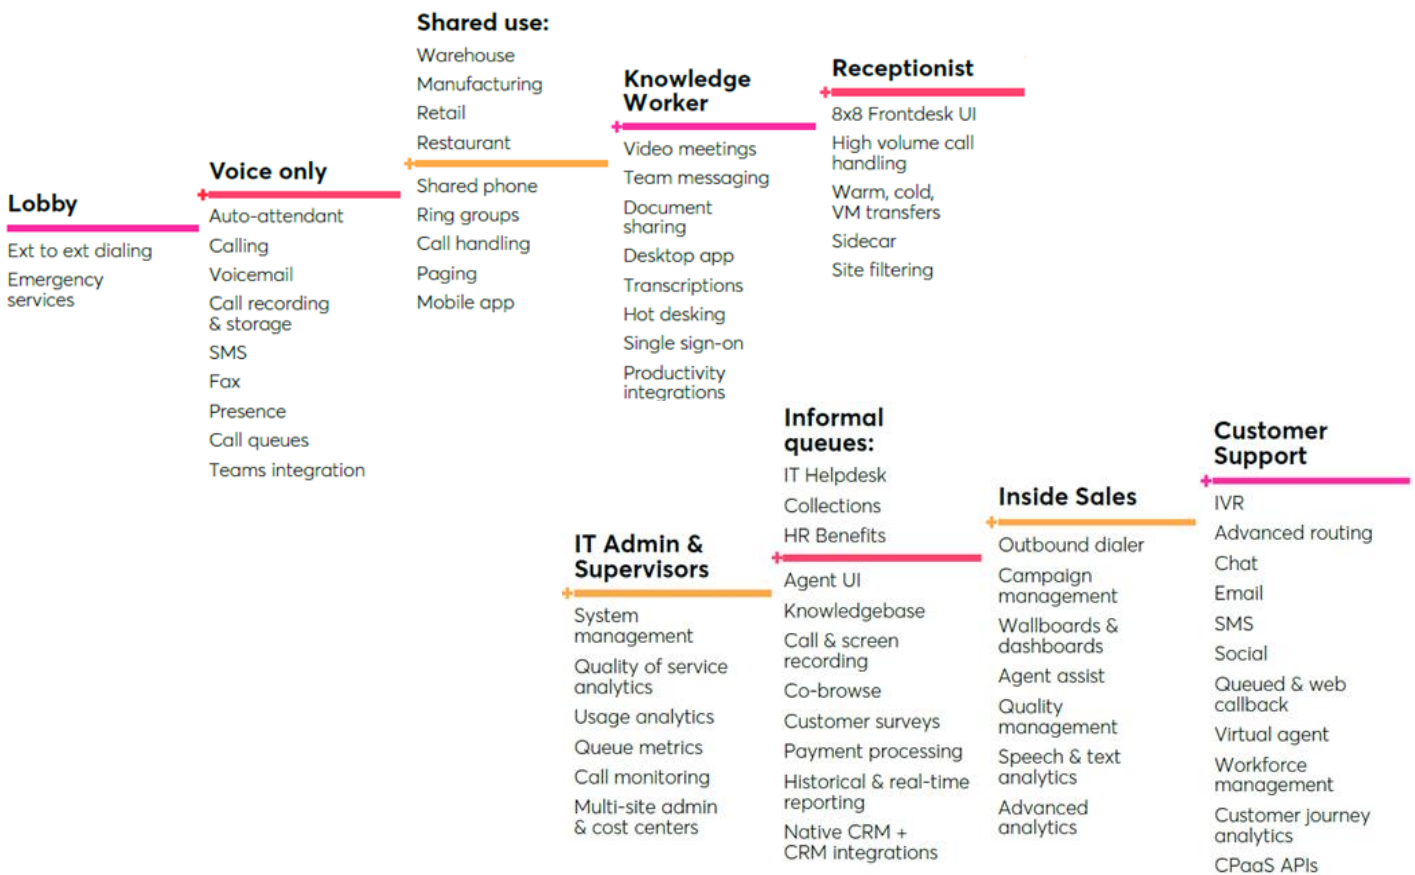 Lobby
Ext to ext dialing
Emergency
services
Voice only
Auto-attendant
Calling
Voicemail
Call recording
& storage
SMS
Fax
Presence
Call queues
Teams integration
Shared use:
Warehouse
Manufacturing
Retail
Restaurant
Shared phone
Ring groups
Call handling
Paging
Mobile app
Knowledge
Worker
Video meetings
Team messaging
Document
sharing
Desktop app
Transcriptions
Hot desking
Single sign-on
Productivity
integrations
Receptionist
8x8 Frontdesk UI
High volume call
handling
Warm, cold,
VM transfers
Sidecar
Site filtering
IT Admin &
Supervisors
System
management
Quality of service
analytics
Usage analytics
Queue metrics
Call monitoring
Multi-site admin
& cost centers
Informal
queues:
IT Helpdesk
Collections
HR Benefits
Agent UI
Knowledgebase
Call & screen
recording
Co-browse
Customer surveys
Payment processing
Historical & real-time
reporting
Native CRM +
CRM integrations
Inside Sales
Outbound dialer
Campaign
management
Wallboards &
dashboards
Agent assist
Quality
management
Speech & text
analytics
Advanced
analytics
Customer
Support
IVR
Advanced routing
Chat
Email
SMS
Social
Queued & web
callback
Virtual agent
Workforce
management
Customer journey
analytics
CPaaS APIs